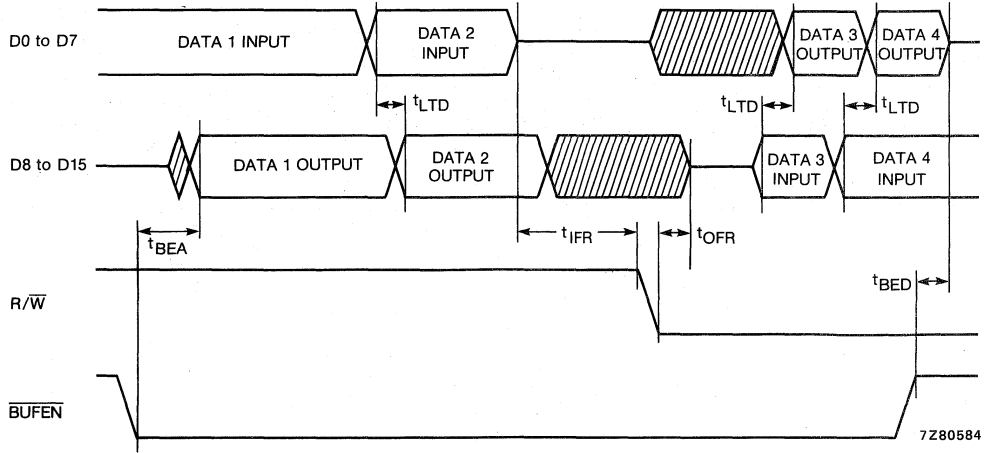 D0 to D7
DATA 1 INPUT
DATA 2
INPUT
DATA 3
OUTPUT
DATA 4
OUTPUT
tLTD
tLTD
tLTD
D8 to D15
DATA 1 OUTPUT
DATA 2
OUTPUT
DATA 3
INPUT
DATA 4
INPUT
tBEA
tIFR
tOFR
tBED
R/W̅
B̅U̅F̅E̅N̅
7Z80584